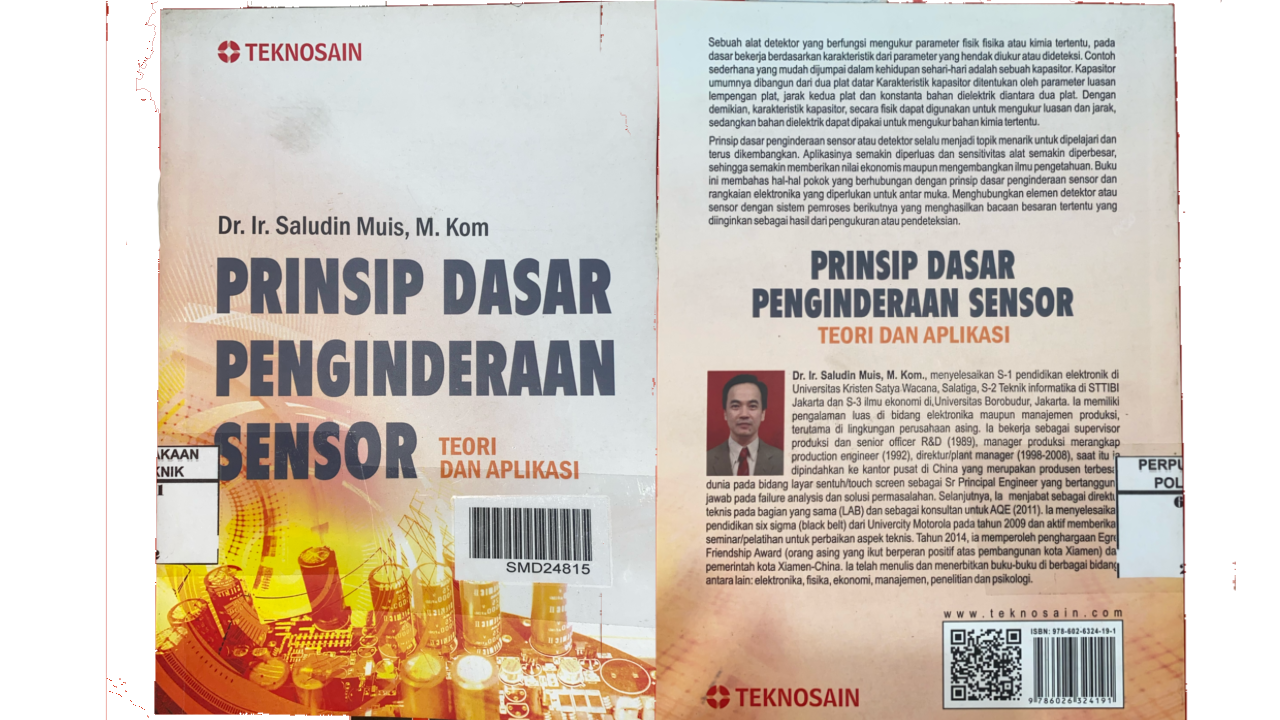 TEKNOSAIN
Dr. Ir. Saludin Muis, M. Kom
PRINSIP DASAR
PENGINDERAAN
SENSOR
TEORI
DAN APLIKASI
AKAAN
KNIK
SMD24815
Sebuah alat detektor yang berfungsi mengukur parameter fisik fisika atau kimia tertentu, pada
dasar bekerja berdasarkan karakteristik dari parameter yang hendak diukur atau dideteksi. Contoh
sederhana yang mudah dijumpai dalam kehidupan sehari-hari adalah sebuah kapasitor. Kapasitor
umumnya dibangun dari dua plat datar Karakteristik kapasitor ditentukan oleh parameter luasan
lempengan plat, jarak kedua plat dan konstanta bahan dielektrik diantara dua plat. Dengan
demikian, karakteristik kapasitor, secara fisik dapat digunakan untuk mengukur luasan dan jarak,
sedangkan bahan dielektrik dapat dipakai untuk mengukur bahan kimia tertentu.
Prinsip dasar penginderaan sensor atau detektor selalu menjadi topik menarik untuk dipelajari dan
terus dikembangkan. Aplikasinya semakin diperluas dan sensitivitas alat semakin diperbesar,
sehingga semakin memberikan nilai ekonomis maupun mengembangkan ilmu pengetahuan. Buku
ini membahas hal-hal pokok yang berhubungan dengan prinsip dasar penginderaan sensor dan
rangkaian elektronika yang diperlukan untuk antar muka. Menghubungkan elemen detektor atau
sensor dengan sistem pemroses berikutnya yang menghasilkan bacaan besaran tertentu yang
diinginkan sebagai hasil dari pengukuran atau pendeteksian.
PRINSIP DASAR
PENGINDERAAN SENSOR
TEORI DAN APLIKASI
Dr. Ir. Saludin Muis, M. Kom., menyelesaikan S-1 pendidikan elektronik di
Universitas Kristen Satya Wacana, Salatiga, S-2 Teknik informatika di STTIBI
Jakarta dan S-3 ilmu ekonomi di,Universitas Borobudur, Jakarta. Ia memiliki
pengalaman luas di bidang elektronika maupun manajemen produksi,
terutama di lingkungan perusahaan asing. Ia bekerja sebagai supervisor
produksi dan senior officer R&D (1989), manager produksi merangkap
production engineer (1992), direktur/plant manager (1998-2008), saat itu ia
dipindahkan ke kantor pusat di China yang merupakan produsen terbesa
dunia pada bidang layar sentuh/touch screen sebagai Sr Principal Engineer yang bertanggun
jawab pada failure analysis dan solusi permasalahan. Selanjutnya, Ia menjabat sebagai direktu
teknis pada bagian yang sama (LAB) dan sebagai konsultan untuk AQE (2011). Ia menyelesaika
pendidikan six sigma (black belt) dari Univercity Motorola pada tahun 2009 dan aktif memberika
seminar/pelatihan untuk perbaikan aspek teknis. Tahun 2014, ia memperoleh penghargaan Egre
Friendship Award (orang asing yang ikut berperan positif atas pembangunan kota Xiamen) da
pemerintah kota Xiamen-China. Ia telah menulis dan menerbitkan buku-buku di berbagai bidang
antara lain: elektronika, fisika, ekonomi, manajemen, penelitian dan psikologi.
PERPU
POL
www.teknosain.com
ISBN: 978-602-6324-19-1
9 786026 324191
TEKNOSAIN